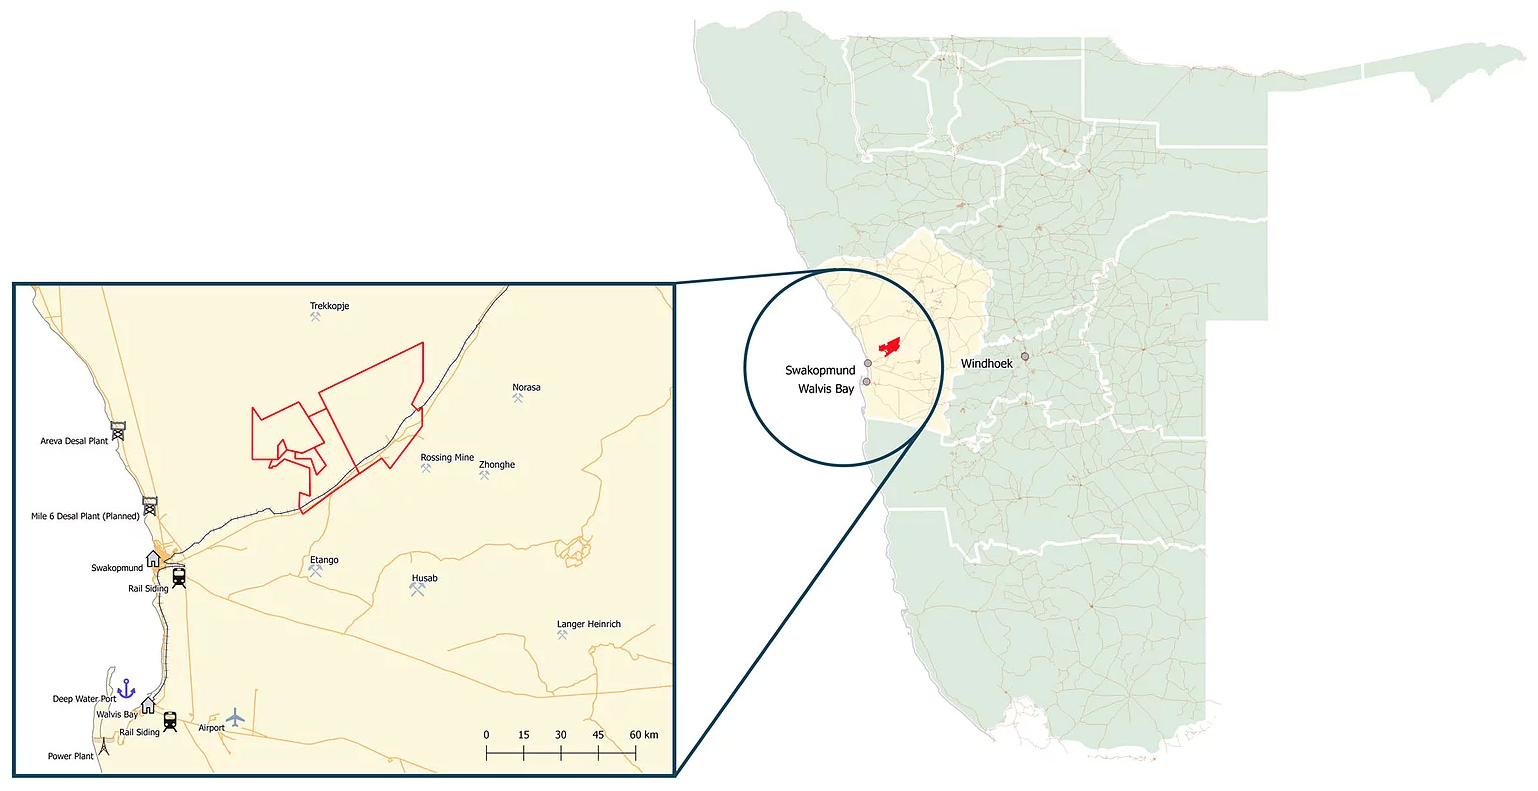 Trekkopje
Norasa
Areva Desal Plant
Rossing Mine
Zhonghe
Mile 6 Desal Plant (Planned)
Swakopmund
Rail Siding
Etango
Husab
Langer Heinrich
Deep Water Port
Walvis Bay
Rail Siding
Airport
Power Plant
0 15 30 45 60 km
Swakopmund
Walvis Bay
Windhoek